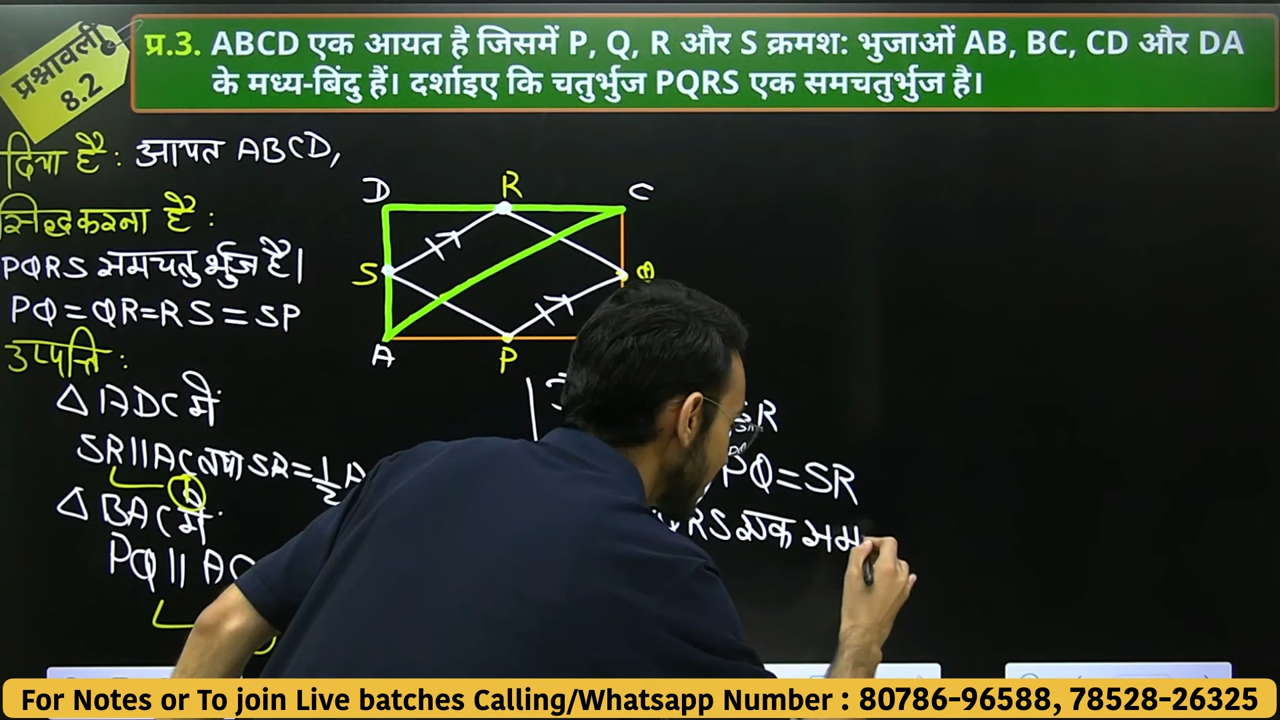 प्रश्नावली
8.2
प्र.3. ABCD एक आयत है जिसमें P, Q, R और S क्रमश: भुजाओं AB, BC, CD और DA
के मध्य-बिंदु हैं। दर्शाइए कि चतुर्भुज PQRS एक समचतुर्भुज है।
दिया है : आयत ABCD,
सिद्ध करना है :
PQRS समचतुर्भुज है।
PQ = QR = RS = SP
उपपत्ति :
△ ADC में
SR || AC तथा SR = 1/2 A
①
△ BAC में
PQ || AC
D R C
S Q
A P
SR
PQ = SR
RS एक सम
For Notes or To join Live batches Calling/Whatsapp Number : 80786-96588, 78528-26325